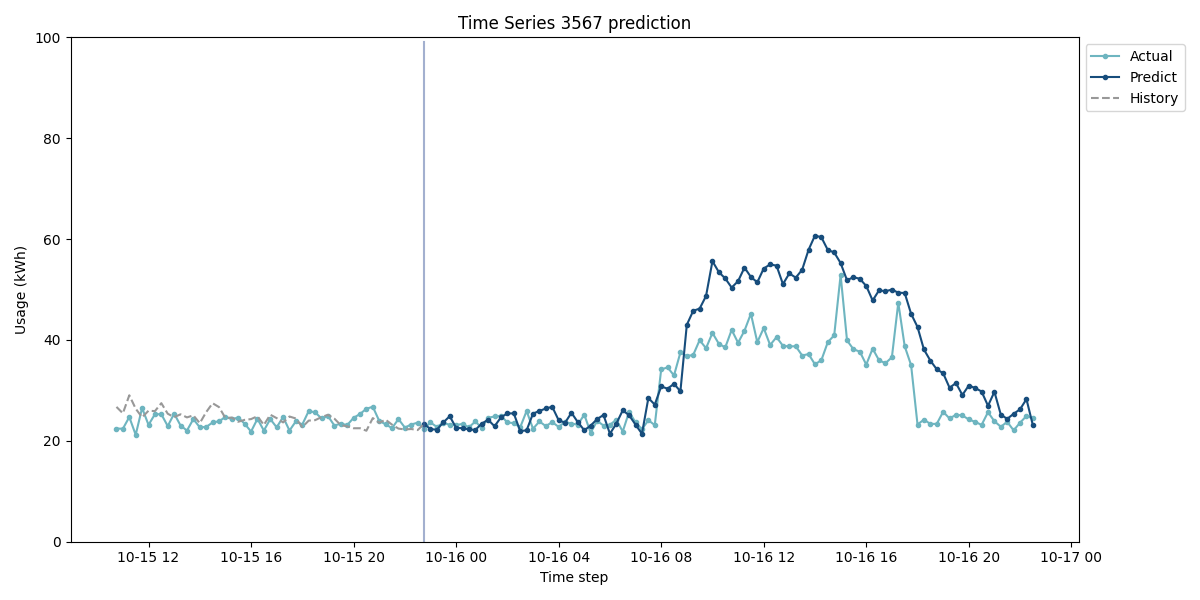 Time Series 3567 prediction
100
80
60
40
20
0
Usage (kWh)
10-15 12
10-15 16
10-15 20
10-16 00
10-16 04
10-16 08
10-16 12
10-16 16
10-16 20
10-17 00
Time step
Actual
Predict
History